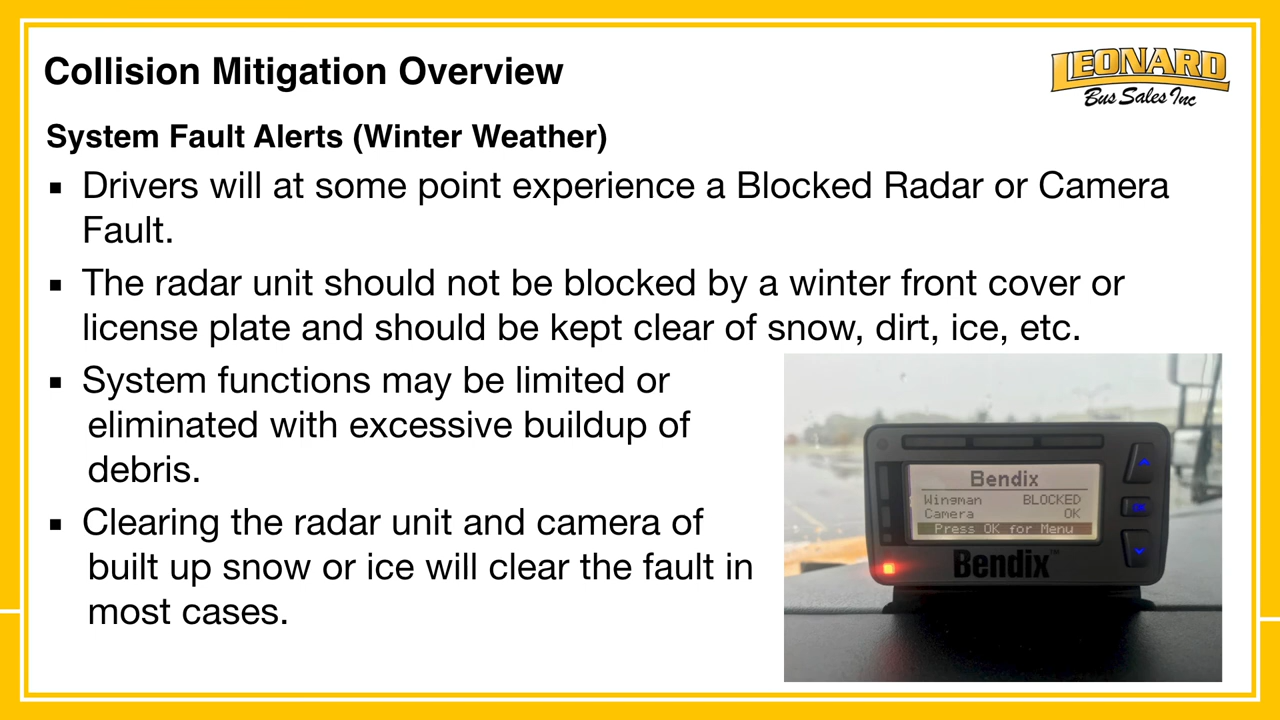 Collision Mitigation Overview
LEONARD
Bus Sales Inc
System Fault Alerts (Winter Weather)
▪ Drivers will at some point experience a Blocked Radar or Camera
Fault.
▪ The radar unit should not be blocked by a winter front cover or
license plate and should be kept clear of snow, dirt, ice, etc.
▪ System functions may be limited or
eliminated with excessive buildup of
debris.
▪ Clearing the radar unit and camera of
built up snow or ice will clear the fault in
most cases.
Bendix
Wingman BLOCKED
Camera OK
Press OK for Menu
OK
Bendix™